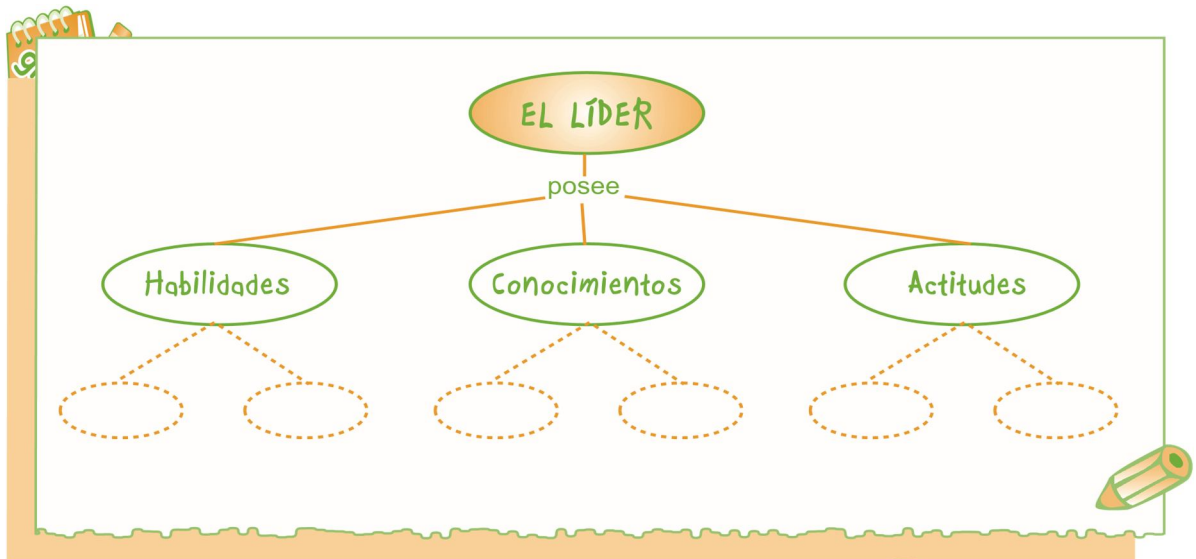 EL LÍDER
posee
Habilidades
Conocimientos
Actitudes